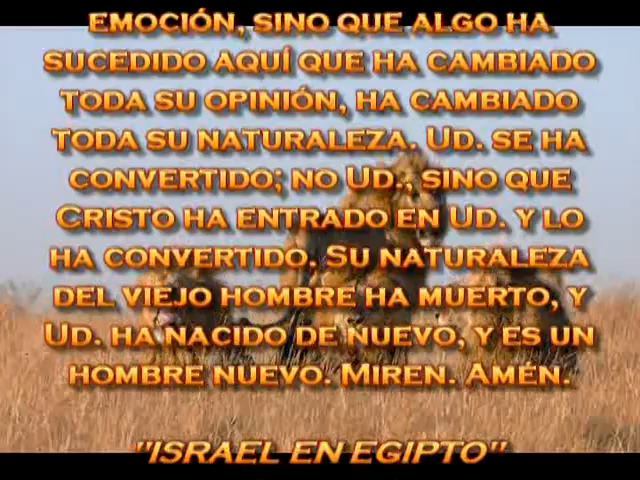 EMOCIÓN, SINO QUE ALGO HA
SUCEDIDO AQUÍ QUE HA CAMBIADO
TODA SU OPINIÓN, HA CAMBIADO
TODA SU NATURALEZA. UD. SE HA
CONVERTIDO; NO UD., SINO QUE
CRISTO HA ENTRADO EN UD. Y LO
HA CONVERTIDO. SU NATURALEZA
DEL VIEJO HOMBRE HA MUERTO, Y
UD. HA NACIDO DE NUEVO, Y ES UN
HOMBRE NUEVO. MIREN. AMÉN.
"ISRAEL EN EGIPTO"